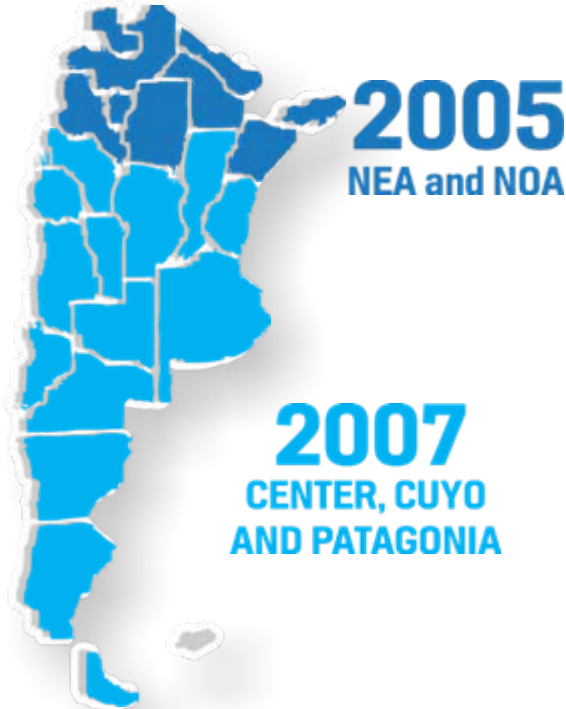 2005
NEA and NOA
2007
CENTER, CUYO
AND PATAGONIA